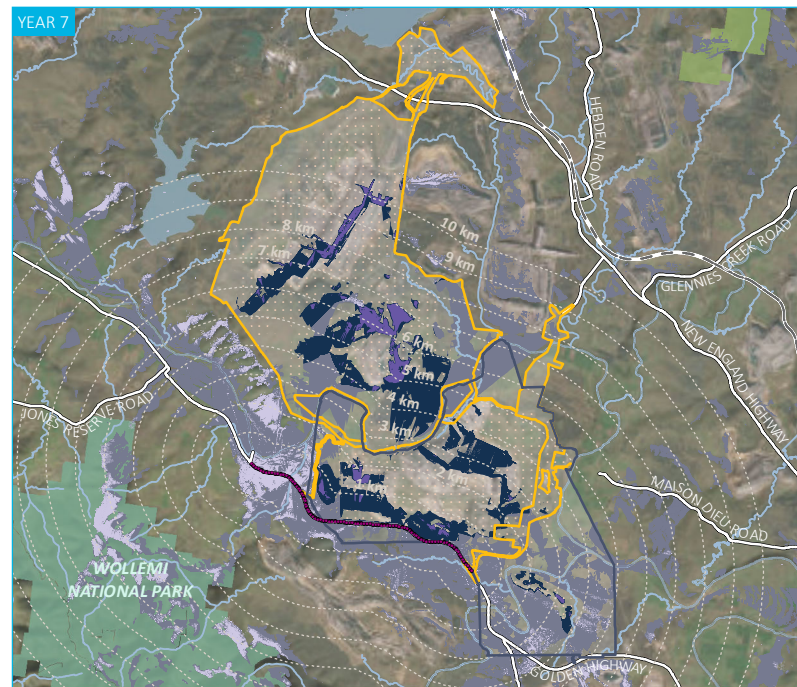 YEAR 7
HEBDEN ROAD
10 km
8 km
7 km
9 km
GLENNIES CREEK ROAD
NEW ENGLAND HIGHWAY
6 km
5 km
4 km
3 km
JONES RESERVE ROAD
km
MAISON DIEU ROAD
WOLLEMI
NATIONAL PARK
GOLDEN HIGHWAY